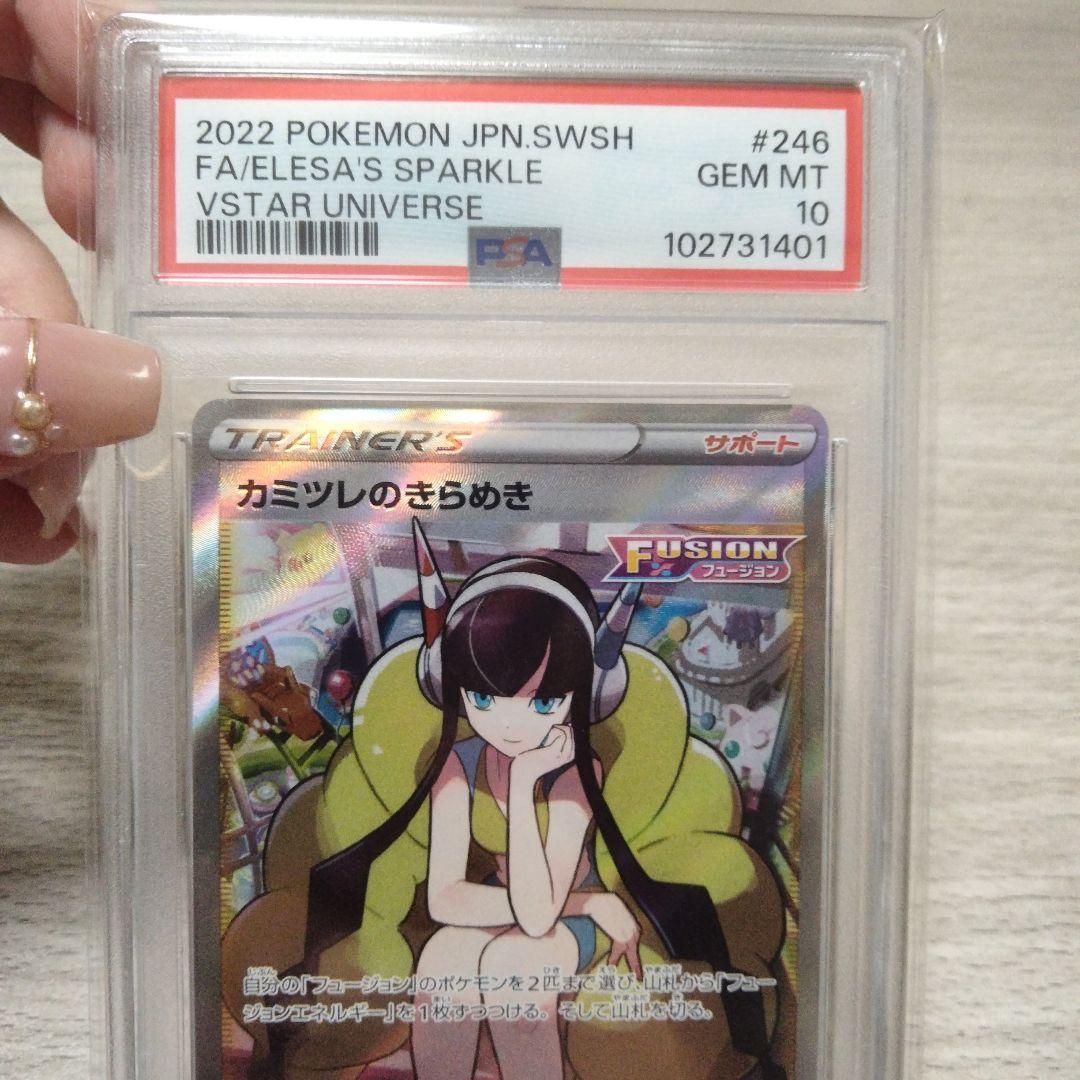 2022 POKEMON JPN.SWSH #246
FA/ELESA'S SPARKLE GEM MT
VSTAR UNIVERSE 10
PSA 102731401
TRAINER'S サポート
カミツレのきらめき
FUSION
フュージョン
自分の「フュージョン」のポケモンを2匹まで選び、山札から「フュー
ジョンエネルギー」を1枚ずつつける。そして山札を切る。